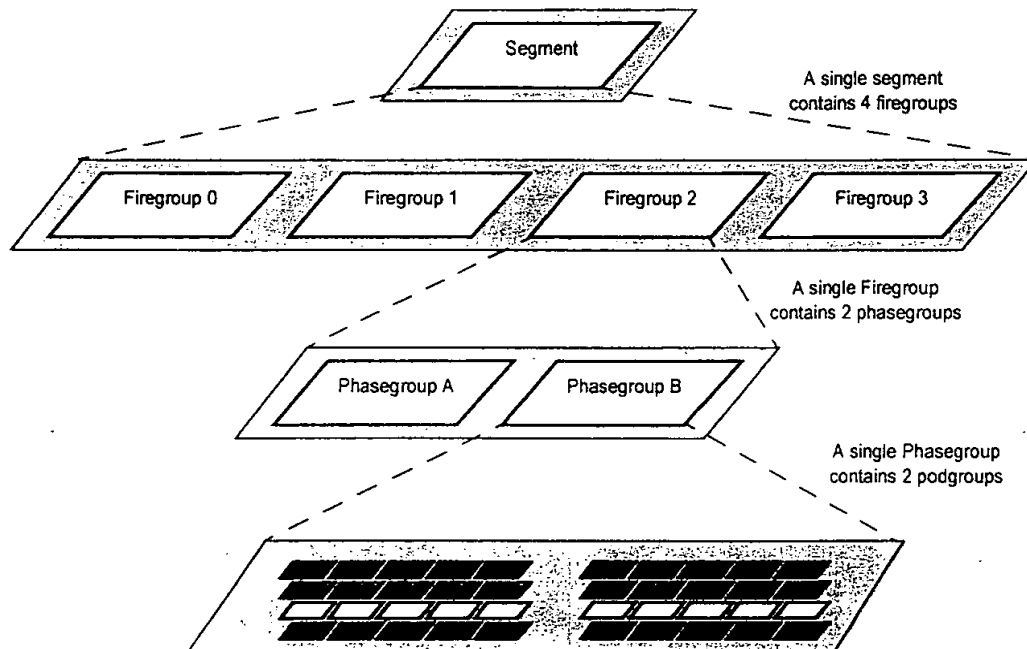 Segment
A single segment
contains 4 firegroups
Firegroup 0
Firegroup 1
Firegroup 2
Firegroup 3
A single Firegroup
contains 2 phasegroups
Phasegroup A
Phasegroup B
A single Phasegroup
contains 2 podgroups